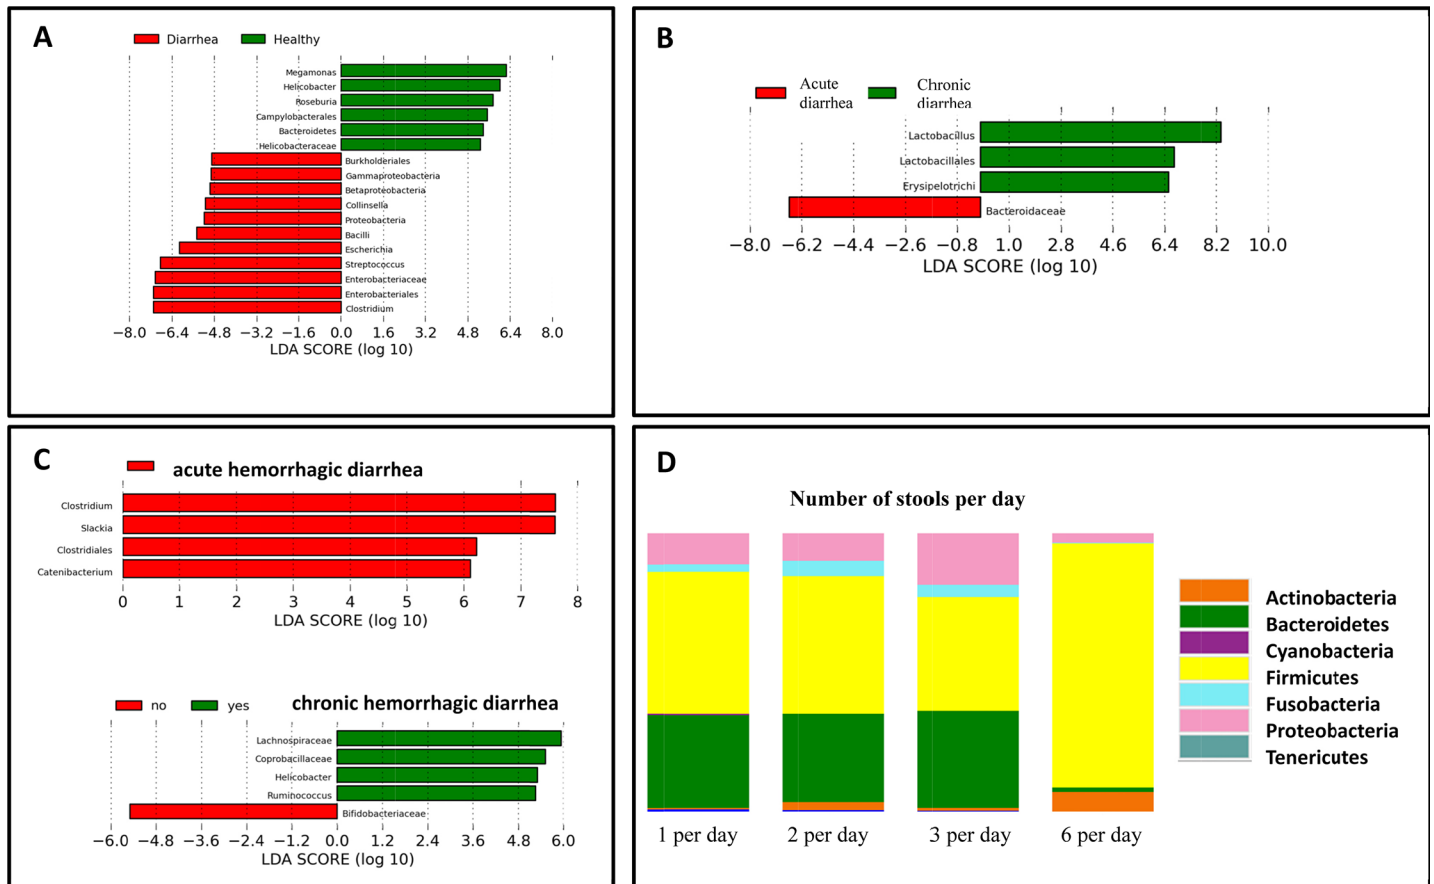 A
Diarrhea Healthy
Megamonas
Helicobacter
Roseburia
Campylobacterales
Bacteroidetes
Helicobacteraceae
Burkholderiales
Gammaproteobacteria
Betaproteobacteria
Collinsella
Proteobacteria
Bacilli
Escherichia
Streptococcus
Enterobacteriaceae
Enterobacteriales
Clostridium
−8.0 −6.4 −4.8 −3.2 −1.6 0.0 1.6 3.2 4.8 6.4 8.0
LDA SCORE (log 10)
B
Acute diarrhea
Chronic diarrhea
Lactobacillus
Lactobacillales
Erysipelotrichi
Bacteroidaceae
−8.0 −6.2 −4.4 −2.6 −0.8 1.0 2.8 4.6 6.4 8.2 10.0
LDA SCORE (log 10)
C
acute hemorrhagic diarrhea
Clostridium
Slackia
Clostridiales
Catenibacterium
0 1 2 3 4 5 6 7 8
LDA SCORE (log 10)
no yes chronic hemorrhagic diarrhea
Lachnospiraceae
Coprobacillaceae
Helicobacter
Ruminococcus
Bifidobacteriaceae
−6.0 −4.8 −3.6 −2.4 −1.2 0.0 1.2 2.4 3.6 4.8 6.0
LDA SCORE (log 10)
D
Number of stools per day
Actinobacteria
Bacteroidetes
Cyanobacteria
Firmicutes
Fusobacteria
Proteobacteria
Tenericutes
1 per day 2 per day 3 per day 6 per day